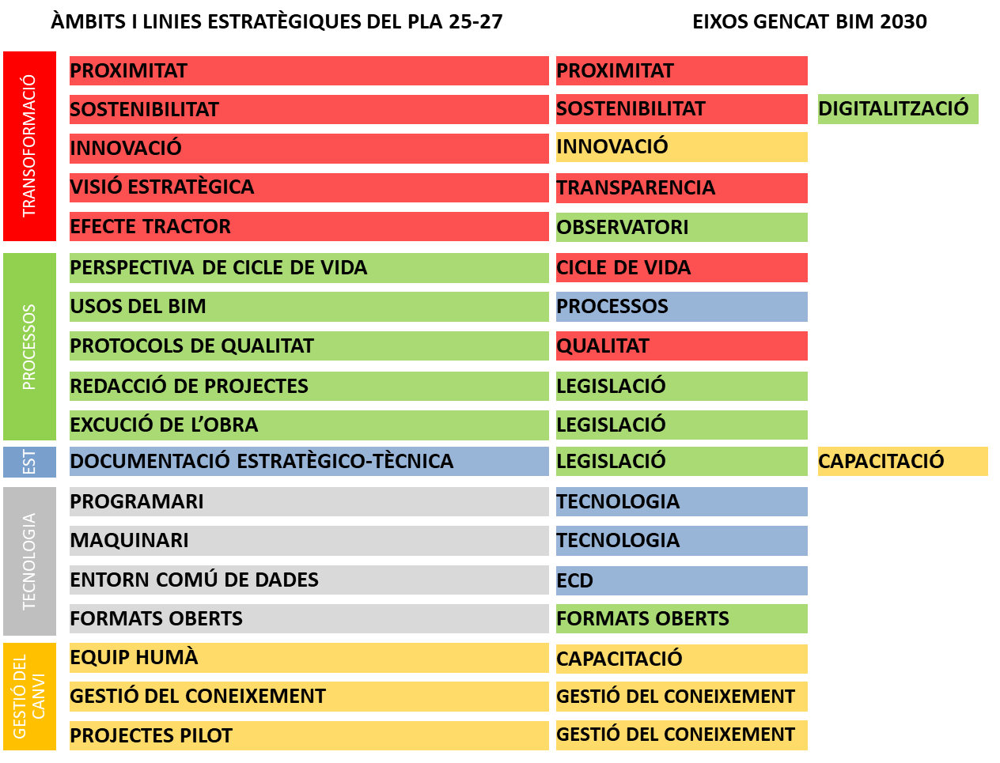 ÀMBITS I LINIES ESTRATÈGIQUES DEL PLA 25-27
EIXOS GENCAT BIM 2030
TRANSOFORMACIÓ
PROXIMITAT
PROXIMITAT
SOSTENIBILITAT
SOSTENIBILITAT
DIGITALITZACIÓ
INNOVACIÓ
INNOVACIÓ
VISIÓ ESTRATÈGICA
TRANSPARENCIA
EFECTE TRACTOR
OBSERVATORI
PROCESSOS
PERSPECTIVA DE CICLE DE VIDA
CICLE DE VIDA
USOS DEL BIM
PROCESSOS
PROTOCOLS DE QUALITAT
QUALITAT
REDACCIÓ DE PROJECTES
LEGISLACIÓ
EXCUCIÓ DE L’OBRA
LEGISLACIÓ
EST
DOCUMENTACIÓ ESTRATÈGICO-TÈCNICA
LEGISLACIÓ
CAPACITACIÓ
TECNOLOGIA
PROGRAMARI
TECNOLOGIA
MAQUINARI
TECNOLOGIA
ENTORN COMÚ DE DADES
ECD
FORMATS OBERTS
FORMATS OBERTS
GESTIÓ DEL
CANVI
EQUIP HUMÀ
CAPACITACIÓ
GESTIÓ DEL CONEIXEMENT
GESTIÓ DEL CONEIXEMENT
PROJECTES PILOT
GESTIÓ DEL CONEIXEMENT